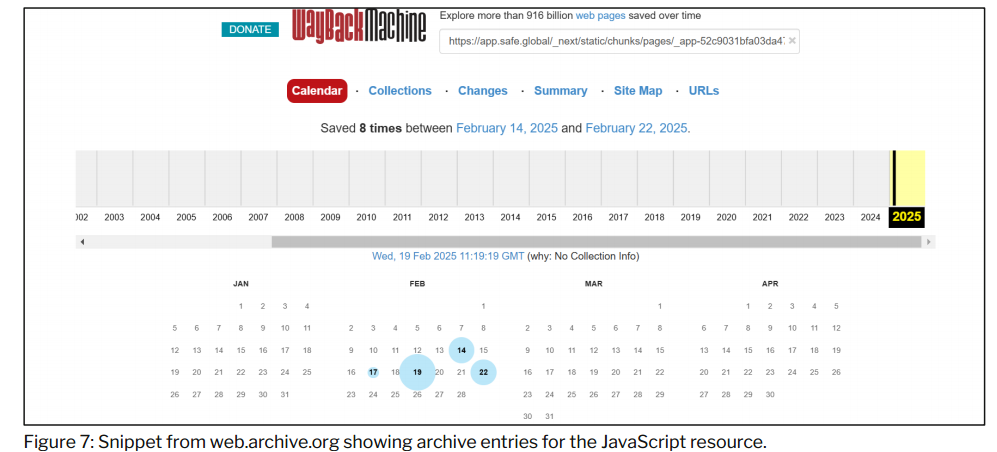 Explore more than 916 billion web pages saved over time
DONATE
WayBackMachine
https://app.safe.global/_next/static/chunks/pages/_app-52c9031bfa03da47 ×
Calendar · Collections · Changes · Summary · Site Map · URLs
Saved 8 times between February 14, 2025 and February 22, 2025.
002 2003 2004 2005 2006 2007 2008 2009 2010 2011 2012 2013 2014 2015 2016 2017 2018 2019 2020 2021 2022 2023 2024 2025
Wed, 19 Feb 2025 11:19:19 GMT (why: No Collection Info)
JAN
1 2 3 4
5 6 7 8 9 10 11
12 13 14 15 16 17 18
19 20 21 22 23 24 25
26 27 28 29 30 31
FEB
1
2 3 4 5 6 7 8
9 10 11 12 13 14 15
16 17 18 19 20 21 22
23 24 25 26 27 28
MAR
1
2 3 4 5 6 7 8
9 10 11 12 13 14 15
16 17 18 19 20 21 22
23 24 25 26 27 28 29
30 31
APR
1 2 3 4 5
6 7 8 9 10 11 12
13 14 15 16 17 18 19
20 21 22 23 24 25 26
27 28 29 30
Figure 7: Snippet from web.archive.org showing archive entries for the JavaScript resource.